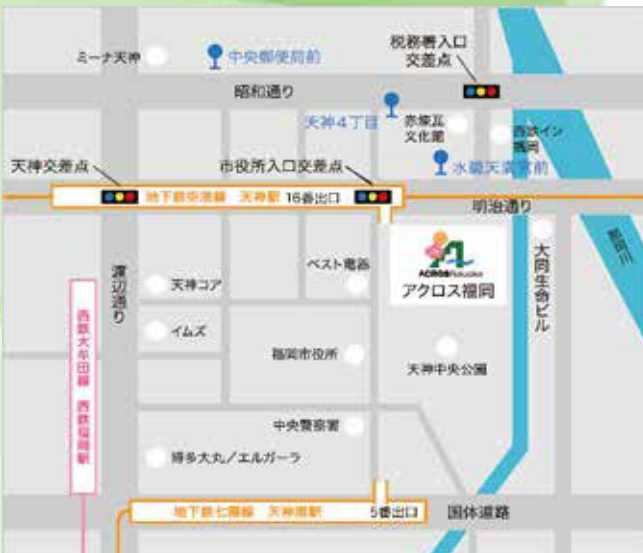 税務署入口
交差点
ミーナ天神
中央郵便局前
昭和通り
天神4丁目
赤煉瓦
文化館
西鉄イン
福岡
天神交差点
市役所入口交差点
水鏡天満宮前
地下鉄空港線 天神駅 16番出口
明治通り
渡辺通り
天神コア
ベスト電器
ACROS Fukuoka
アクロス福岡
大同生命ビル
那珂川
イムズ
福岡市役所
天神中央公園
西鉄大牟田線 西鉄福岡駅
中央警察署
博多大丸/エルガーラ
地下鉄七隈線 天神南駅 5番出口
国体道路